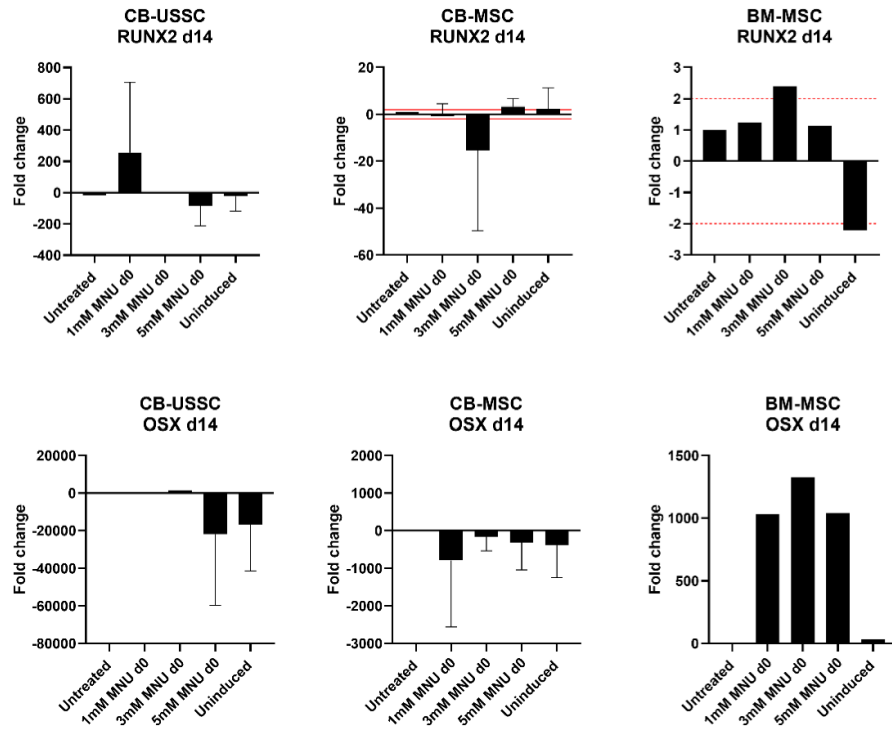 CB-USSC
RUNX2 d14
Fold change
800
600
400
200
0
-200
-400
Untreated
1mM MNU d0
3mM MNU d0
5mM MNU d0
Uninduced
CB-MSC
RUNX2 d14
Fold change
20
0
-20
-40
-60
Untreated
1mM MNU d0
3mM MNU d0
5mM MNU d0
Uninduced
BM-MSC
RUNX2 d14
Fold change
3
2
1
0
-1
-2
-3
Untreated
1mM MNU d0
3mM MNU d0
5mM MNU d0
Uninduced
CB-USSC
OSX d14
Fold change
20000
0
-20000
-40000
-60000
-80000
Untreated
1mM MNU d0
3mM MNU d0
5mM MNU d0
Uninduced
CB-MSC
OSX d14
Fold change
2000
1000
0
-1000
-2000
-3000
Untreated
1mM MNU d0
3mM MNU d0
5mM MNU d0
Uninduced
BM-MSC
OSX d14
Fold change
1500
1000
500
0
Untreated
1mM MNU d0
3mM MNU d0
5mM MNU d0
Uninduced